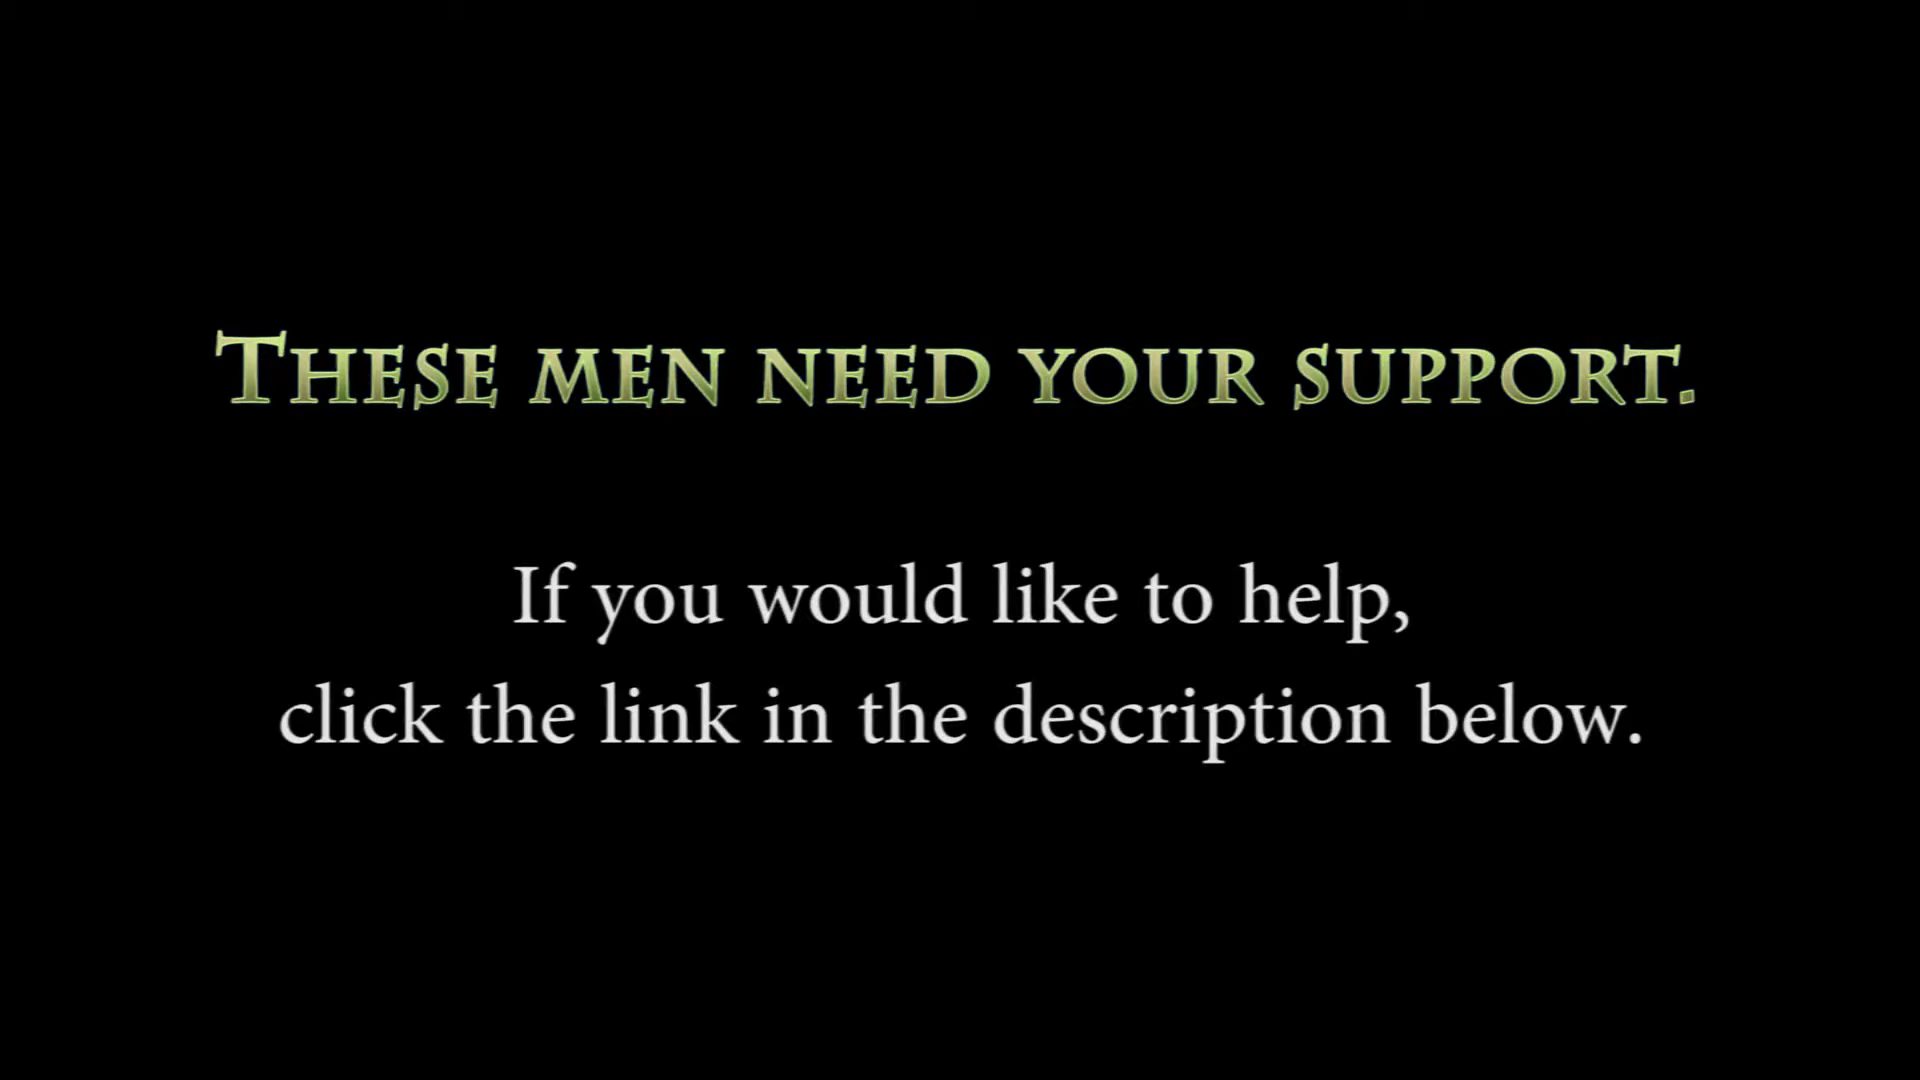 These men need your support.
If you would like to help,
click the link in the description below.